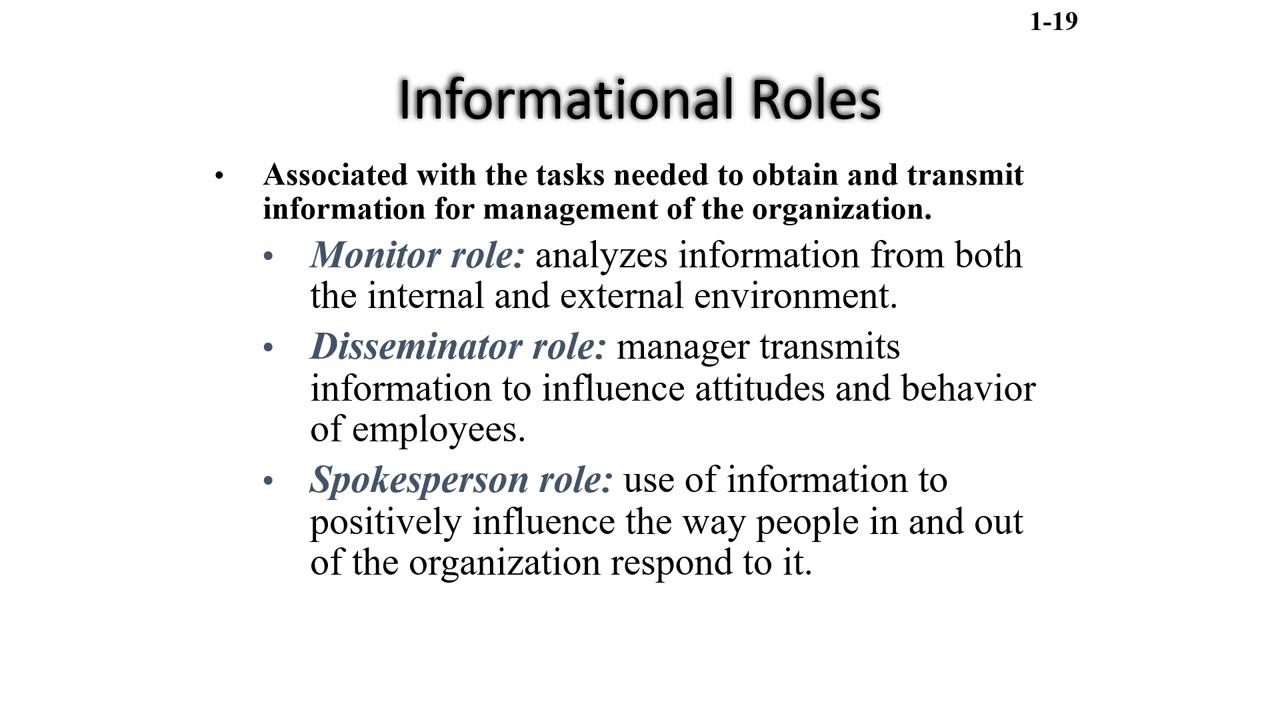 1-19
Informational Roles
• Associated with the tasks needed to obtain and transmit
information for management of the organization.
• Monitor role: analyzes information from both
the internal and external environment.
• Disseminator role: manager transmits
information to influence attitudes and behavior
of employees.
• Spokesperson role: use of information to
positively influence the way people in and out
of the organization respond to it.